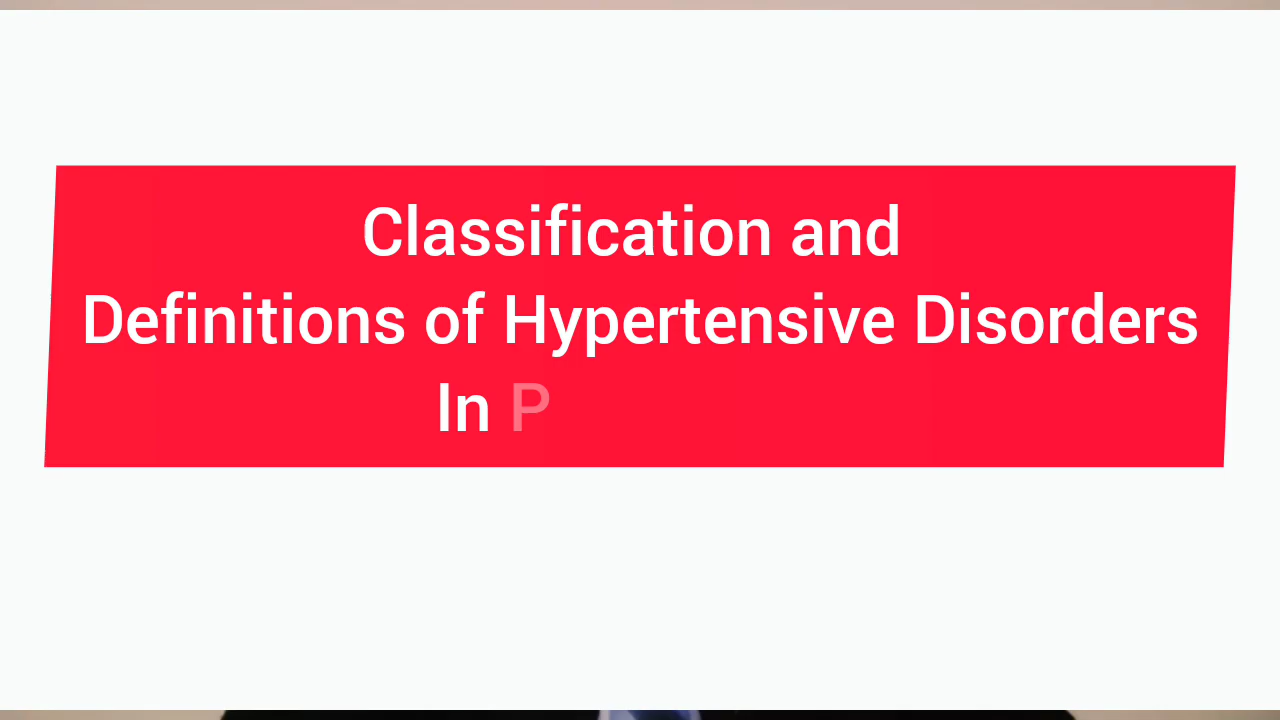 Classification and
Definitions of Hypertensive Disorders
In P